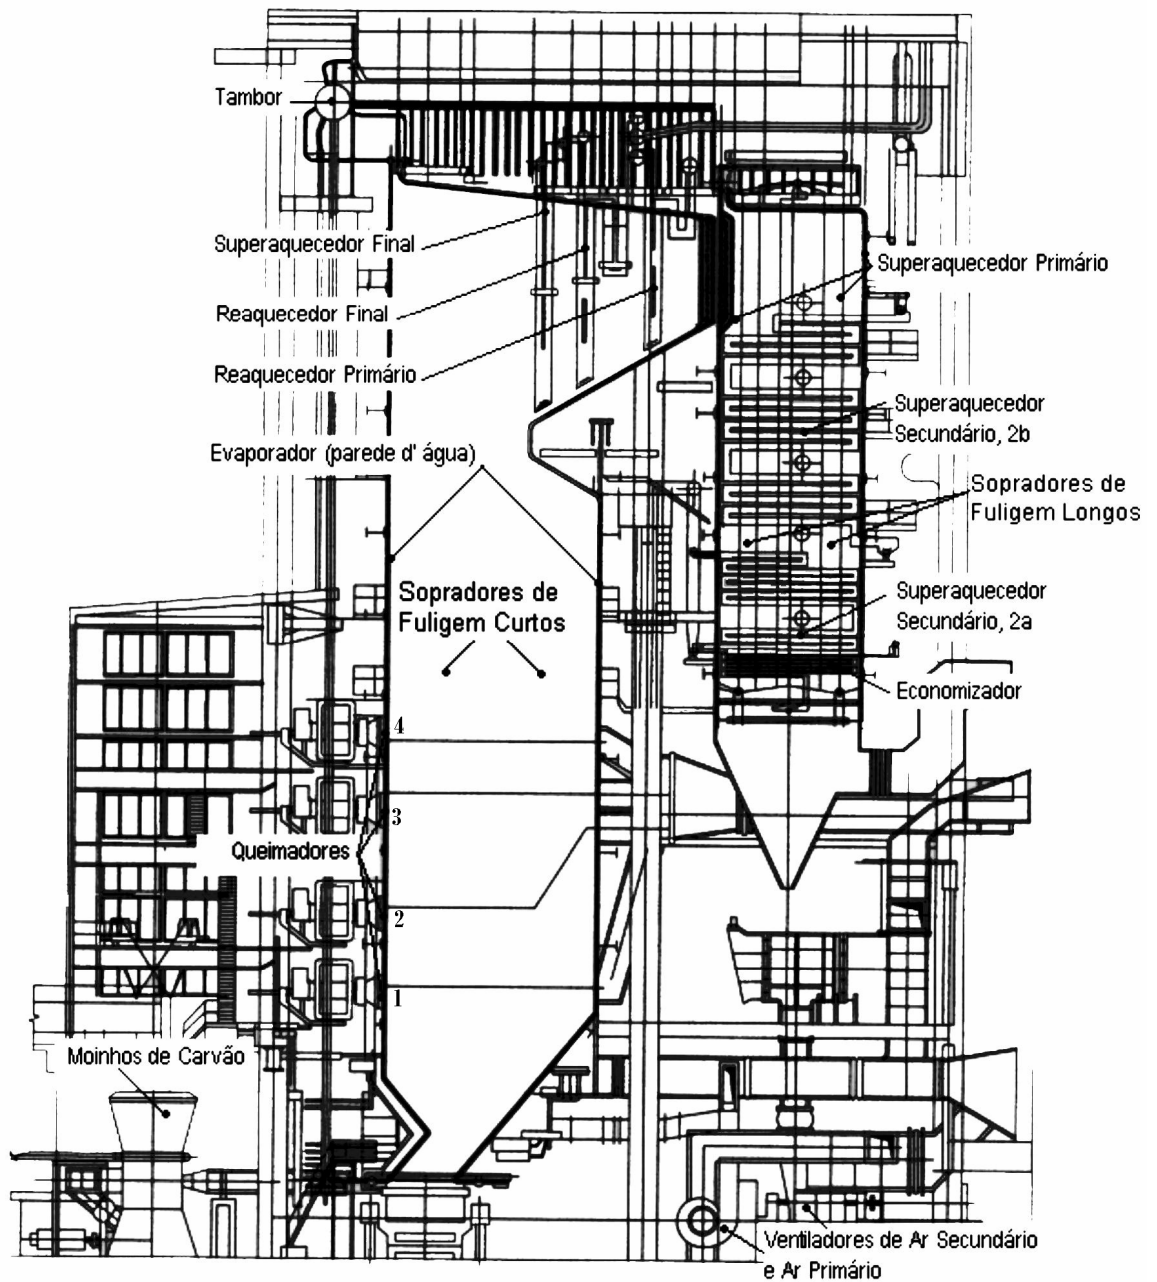 Tambor
Superaquecedor Final
Superaquecedor Primário
Reaquecedor Final
Reaquecedor Primário
Superaquecedor
Secundário, 2b
Evaporador (parede d' água)
Sopradores de
Fuligem Longos
Sopradores de
Fuligem Curtos
Superaquecedor
Secundário, 2a
Economizador
4
3
Queimadores
2
1
Moinhos de Carvão
Ventiladores de Ar Secundário
e Ar Primário